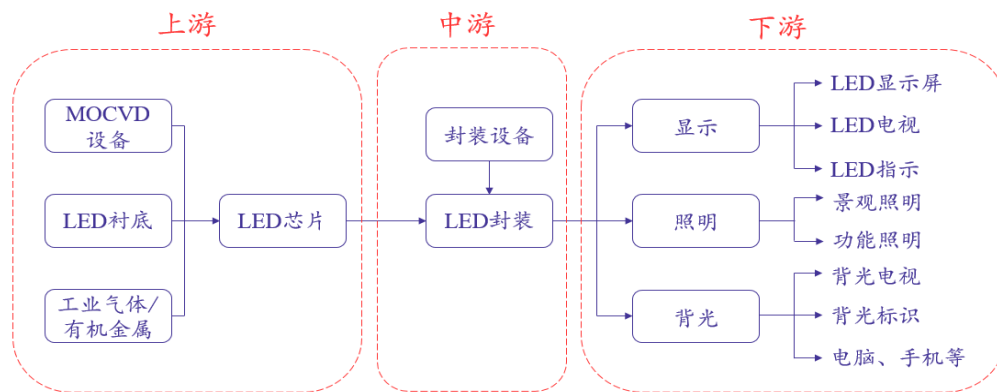 上游
中游
下游
MOCVD
设备
LED衬底
工业气体/
有机金属
LED芯片
封装设备
LED封装
显示
照明
背光
LED显示屏
LED电视
LED指示
景观照明
功能照明
背光电视
背光标识
电脑、手机等